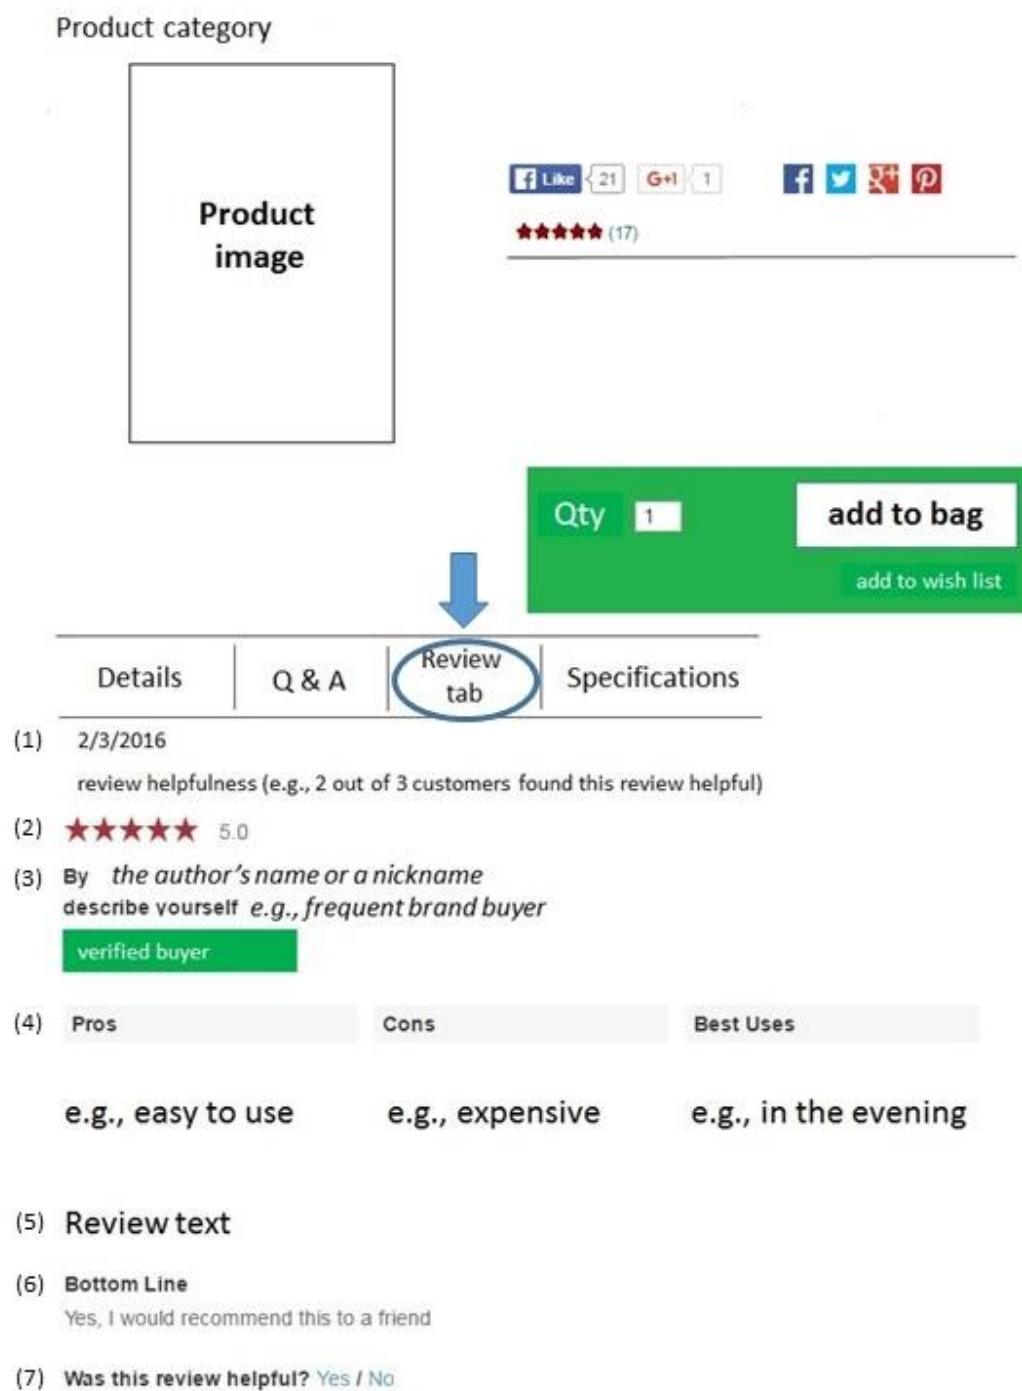 Product category
Product
image
Like 21 G+1 1
(17)
Qty 1 add to bag
add to wish list
Details Q & A Review tab Specifications
(1) 2/3/2016
review helpfulness (e.g., 2 out of 3 customers found this review helpful)
(2) ★★★★★ 5.0
(3) By the author's name or a nickname
describe yourself e.g., frequent brand buyer
verified buyer
(4) Pros Cons Best Uses
e.g., easy to use e.g., expensive e.g., in the evening
(5) Review text
(6) Bottom Line
Yes, I would recommend this to a friend
(7) Was this review helpful? Yes / No